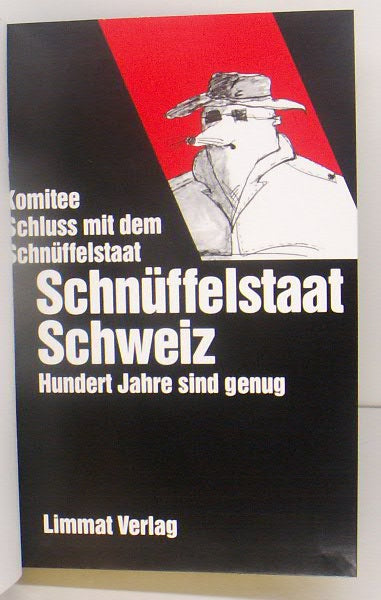 Komitee
Schluss mit dem
Schnüffelstaat
Schnüffelstaat
Schweiz
Hundert Jahre sind genug
Limmat Verlag